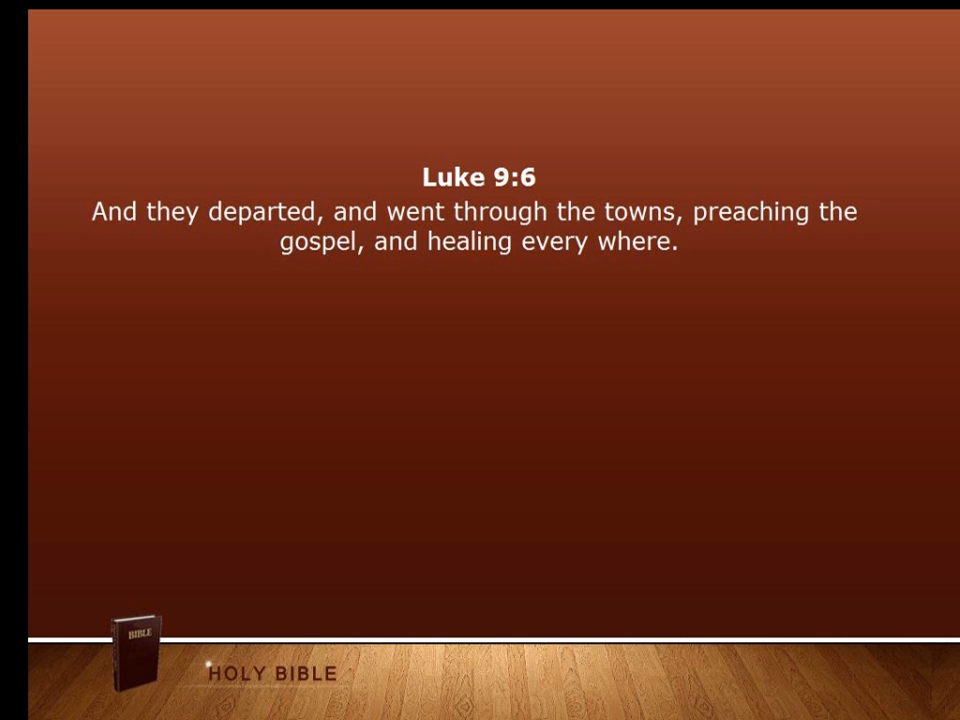 Luke 9:6
And they departed, and went through the towns, preaching the
gospel, and healing every where.
BIBLE
HOLY BIBLE